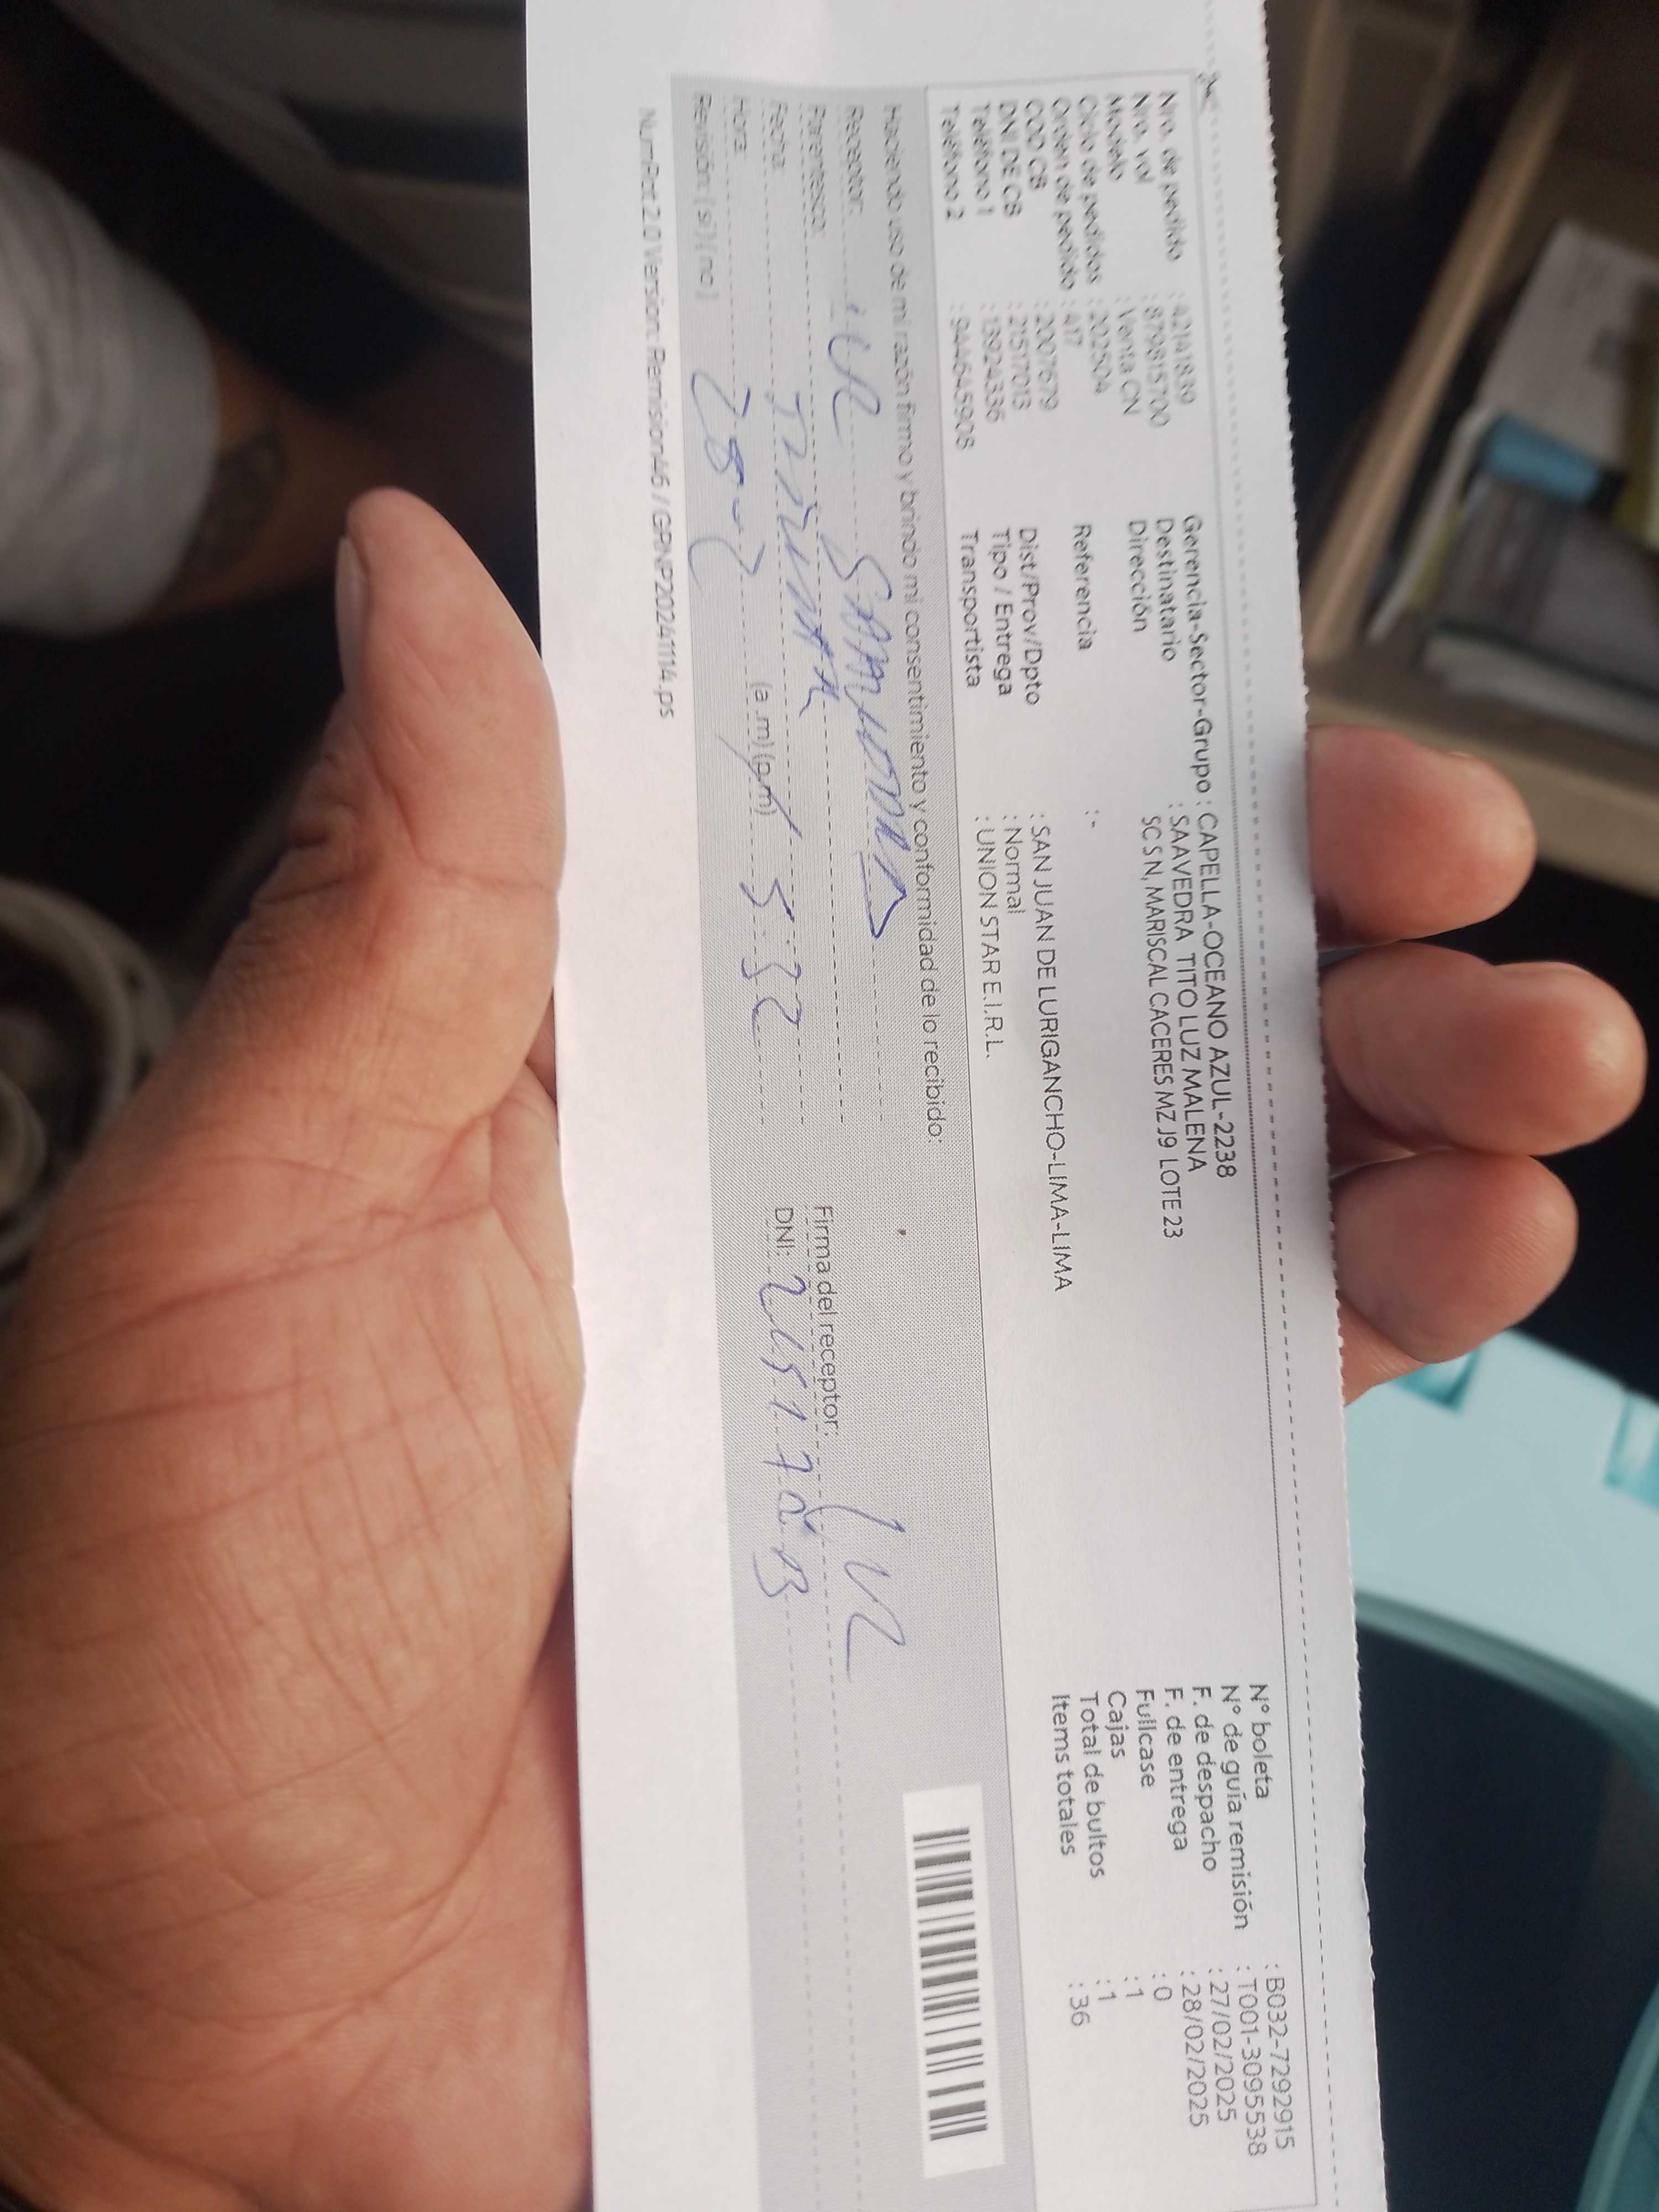 Nro. de pedido : 42141839
Nro. vol : 879815700
Modelo : Venta CN
Ciclo de pedidos : 202504
Orden de pedido : 417
COD CB : 2007679
DNI DE CB : 21517013
Teléfono 1 : 13924336
Teléfono 2 : 944645908
Gerencia-Sector-Grupo : CAPELLA-OCEANO AZUL-2238
Destinatario : SAAVEDRA TITO LUZ MALENA
Dirección SC SN, MARISCAL CACERES MZ J9 LOTE 23
Referencia : -
Dist/Prov/Dpto : SAN JUAN DE LURIGANCHO-LIMA-LIMA
Tipo / Entrega : Normal
Transportista : UNION STAR E.I.R.L.
N° boleta : B032-7292915
N° de guía remisión : T001-3095538
F. de despacho : 27/02/2025
F. de entrega : 28/02/2025
Fullcase : 0
Cajas : 1
Total de bultos : 1
Items totales : 36
Haciendo uso de mi razón firmo y brindo mi consentimiento y conformidad de lo recibido:
Receptor:
Parentesco:
Fecha:
Hora: (a.m) (p.m) 5:32
Revisión: ( si ) ( no )
Firma del receptor:
DNI: 21517013
NumPot 2.0 Version: Remision46 / GRNP20241114.ps